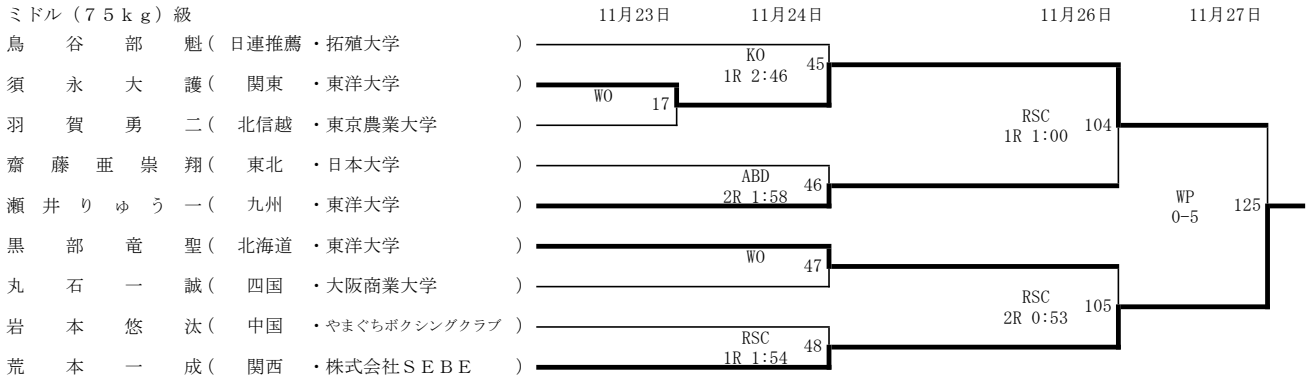 ミドル（７５ｋｇ）級 11月23日 11月24日 11月26日 11月27日
鳥谷部魁( 日連推薦・拓殖大学 )
KO
1R 2:46
45
須永大護( 関東・東洋大学 )
WO
17
羽賀勇二( 北信越・東京農業大学 )
RSC
1R 1:00
104
齋藤亜崇翔( 東北・日本大学 )
ABD
2R 1:58
46
瀬井りゅう一( 九州・東洋大学 )
WP
0-5
125
黒部竜聖( 北海道・東洋大学 )
WO
47
丸石一誠( 四国・大阪商業大学 )
RSC
2R 0:53
105
岩本悠汰( 中国・やまぐちボクシングクラブ )
RSC
1R 1:54
48
荒本一成( 関西・株式会社ＳＥＢＥ )